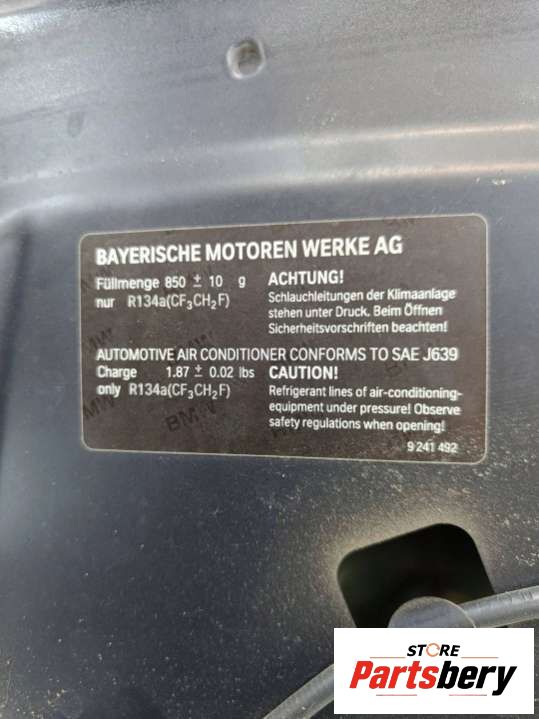 BAYERISCHE MOTOREN WERKE AG
Füllmenge 850 ± 10 g
nur R134a(CF₃CH₂F)
ACHTUNG!
Schlauchleitungen der Klimaanlage
stehen unter Druck. Beim Öffnen
Sicherheitsvorschriften beachten!
AUTOMOTIVE AIR CONDITIONER CONFORMS TO SAE J639
Charge 1.87 ± 0.02 lbs
only R134a(CF₃CH₂F)
CAUTION!
Refrigerant lines of air-conditioning-
equipment under pressure! Observe
safety regulations when opening!
9 241 492
BMW
STORE
Partsbery